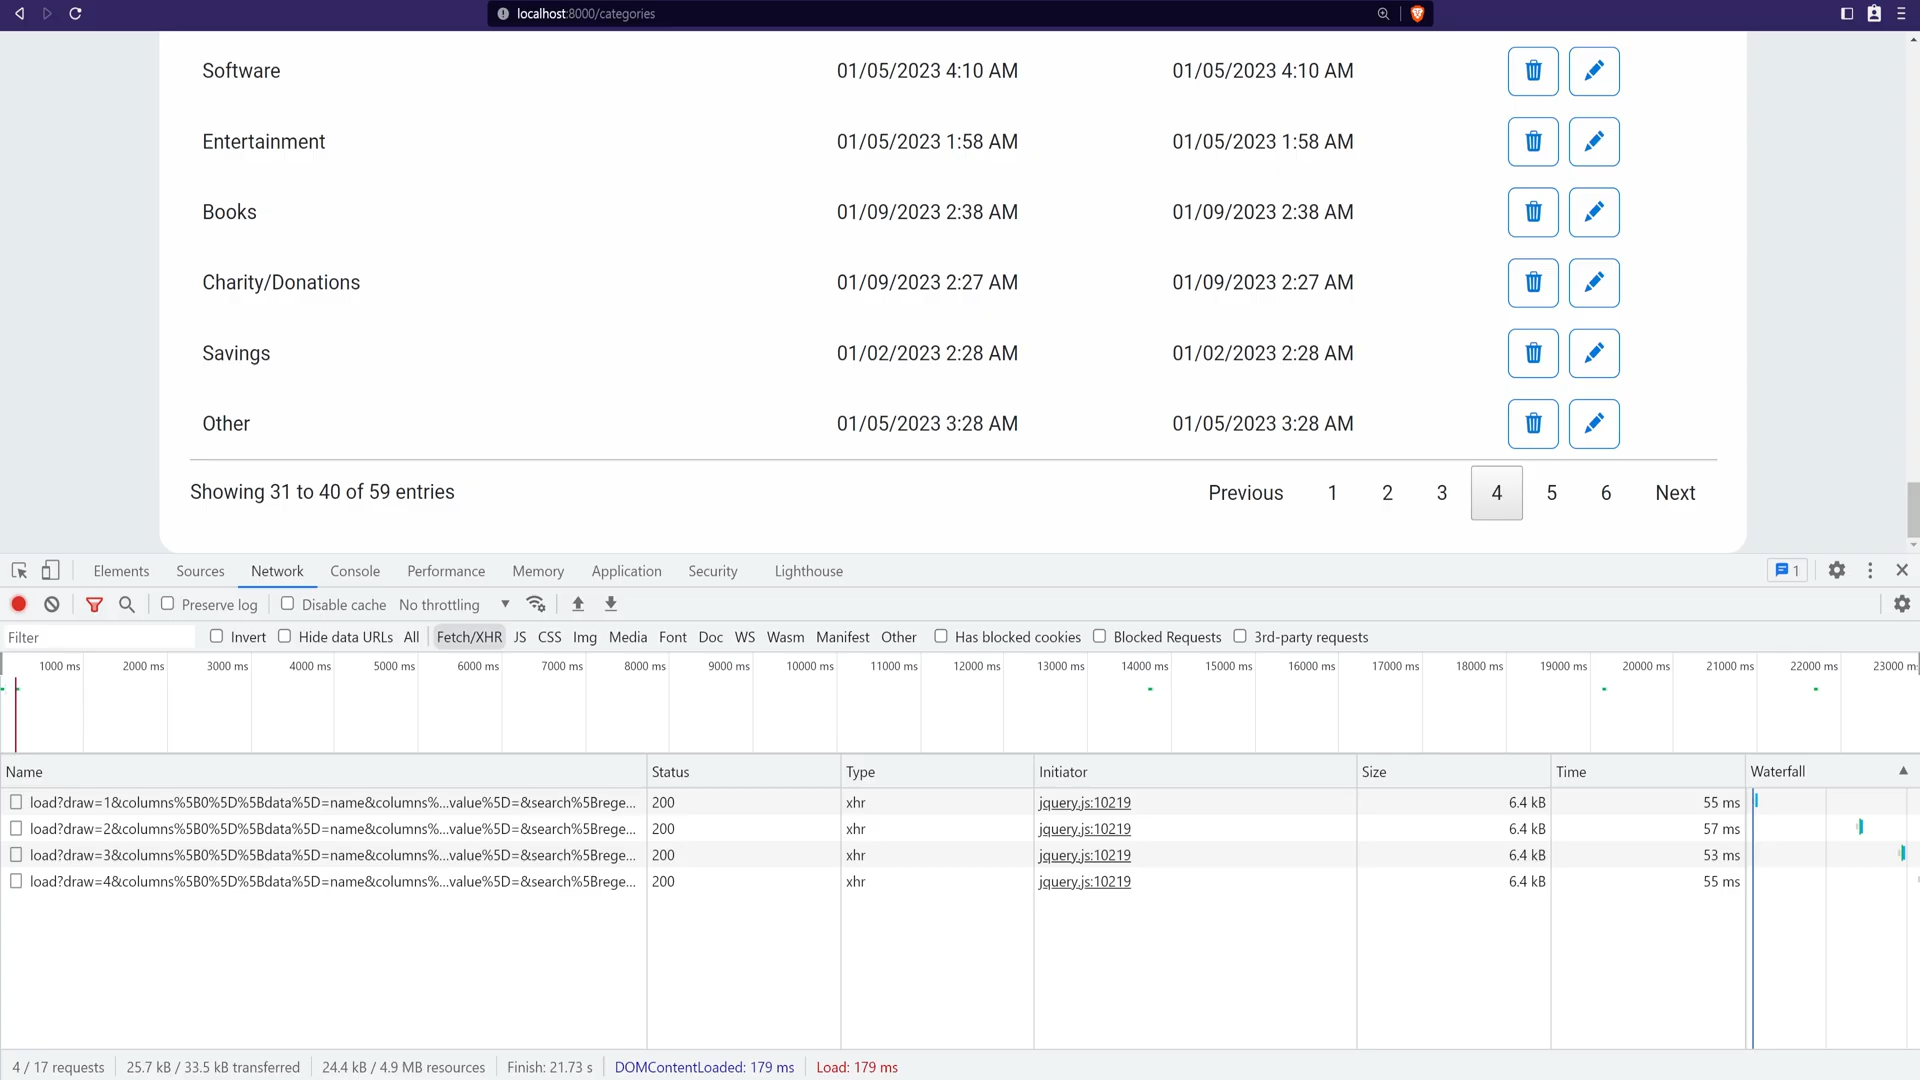 localhost:8000/categories
Software 01/05/2023 4:10 AM 01/05/2023 4:10 AM
Entertainment 01/05/2023 1:58 AM 01/05/2023 1:58 AM
Books 01/09/2023 2:38 AM 01/09/2023 2:38 AM
Charity/Donations 01/09/2023 2:27 AM 01/09/2023 2:27 AM
Savings 01/02/2023 2:28 AM 01/02/2023 2:28 AM
Other 01/05/2023 3:28 AM 01/05/2023 3:28 AM
Showing 31 to 40 of 59 entries Previous 1 2 3 4 5 6 Next
Elements Sources Network Console Performance Memory Application Security Lighthouse 1
Preserve log Disable cache No throttling
Filter Invert Hide data URLs All Fetch/XHR JS CSS Img Media Font Doc WS Wasm Manifest Other Has blocked cookies Blocked Requests 3rd-party requests
1000 ms 2000 ms 3000 ms 4000 ms 5000 ms 6000 ms 7000 ms 8000 ms 9000 ms 10000 ms 11000 ms 12000 ms 13000 ms 14000 ms 15000 ms 16000 ms 17000 ms 18000 ms 19000 ms 20000 ms 21000 ms 22000 ms 23000 m
Name Status Type Initiator Size Time Waterfall
load?draw=1&columns%5B0%5D%5Bdata%5D=name&columns%...value%5D=&search%5Brege... 200 xhr jquery.js:10219 6.4 kB 55 ms
load?draw=2&columns%5B0%5D%5Bdata%5D=name&columns%...value%5D=&search%5Brege... 200 xhr jquery.js:10219 6.4 kB 57 ms
load?draw=3&columns%5B0%5D%5Bdata%5D=name&columns%...value%5D=&search%5Brege... 200 xhr jquery.js:10219 6.4 kB 53 ms
load?draw=4&columns%5B0%5D%5Bdata%5D=name&columns%...value%5D=&search%5Brege... 200 xhr jquery.js:10219 6.4 kB 55 ms
4 / 17 requests 25.7 kB / 33.5 kB transferred 24.4 kB / 4.9 MB resources Finish: 21.73 s DOMContentLoaded: 179 ms Load: 179 ms